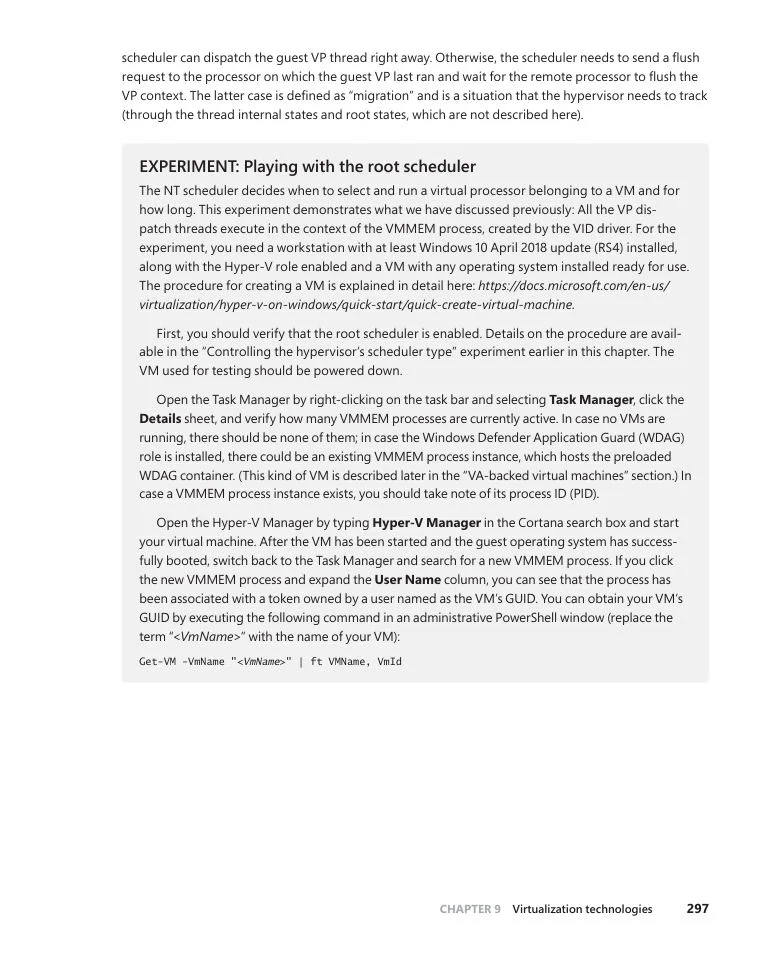 scheduler can dispatch the guest VP thread right away. Otherwise, the scheduler needs to send a flush
request to the processor on which the guest VP last ran and wait for the remote processor to flush the
VP context. The latter case is defined as “migration” and is a situation that the hypervisor needs to track
(through the thread internal states and root states, which are not described here).
EXPERIMENT: Playing with the root scheduler
The NT scheduler decides when to select and run a virtual processor belonging to a VM and for
how long. This experiment demonstrates what we have discussed previously: All the VP dis-
patch threads execute in the context of the VMMEM process, created by the VID driver. For the
experiment, you need a workstation with at least Windows 10 April 2018 update (RS4) installed,
along with the Hyper-V role enabled and a VM with any operating system installed ready for use.
The procedure for creating a VM is explained in detail here: https://docs.microsoft.com/en-us/
virtualization/hyper-v-on-windows/quick-start/quick-create-virtual-machine.
First, you should verify that the root scheduler is enabled. Details on the procedure are avail-
able in the “Controlling the hypervisor’s scheduler type” experiment earlier in this chapter. The
VM used for testing should be powered down.
Open the Task Manager by right-clicking on the task bar and selecting Task Manager, click the
Details sheet, and verify how many VMMEM processes are currently active. In case no VMs are
running, there should be none of them; in case the Windows Defender Application Guard (WDAG)
role is installed, there could be an existing VMMEM process instance, which hosts the preloaded
WDAG container. (This kind of VM is described later in the “VA-backed virtual machines” section.) In
case a VMMEM process instance exists, you should take note of its process ID (PID).
Open the Hyper-V Manager by typing Hyper-V Manager in the Cortana search box and start
your virtual machine. After the VM has been started and the guest operating system has success-
fully booted, switch back to the Task Manager and search for a new VMMEM process. If you click
the new VMMEM process and expand the User Name column, you can see that the process has
been associated with a token owned by a user named as the VM’s GUID. You can obtain your VM’s
GUID by executing the following command in an administrative PowerShell window (replace the
term “<VmName>” with the name of your VM):
Get-VM -VmName "<VmName>" | ft VMName, VmId
CHAPTER 9 Virtualization technologies 297